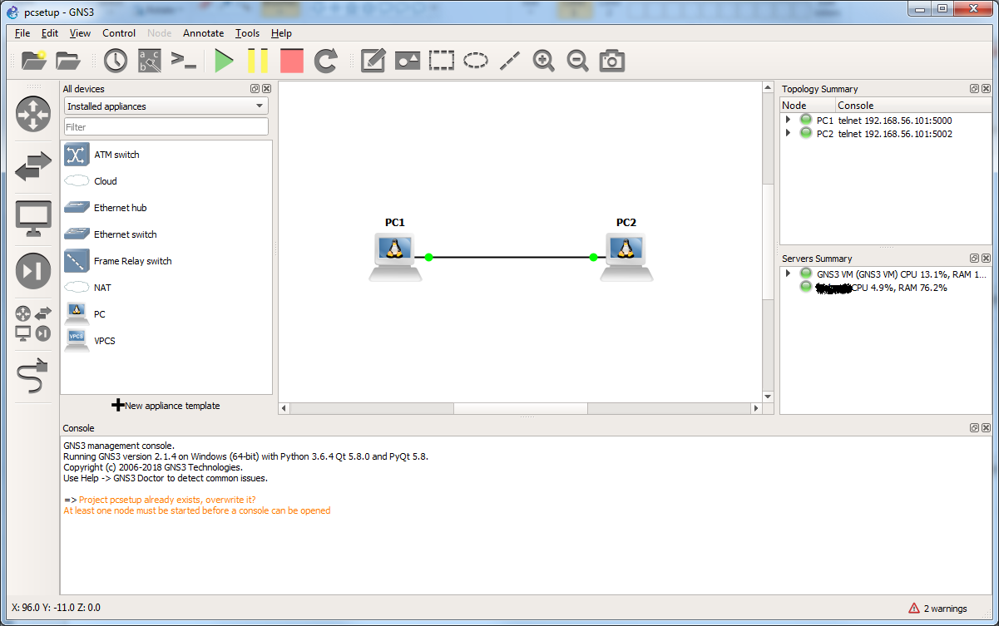 pcsetup - GNS3
File Edit View Control Node Annotate Tools Help
a b c
All devices
Installed appliances
Filter
ATM switch
Cloud
Ethernet hub
Ethernet switch
Frame Relay switch
NAT
PC
VPCS
VPCS
New appliance template
PC1
PC2
Topology Summary
Node Console
PC1 telnet 192.168.56.101:5000
PC2 telnet 192.168.56.101:5002
Servers Summary
GNS3 VM (GNS3 VM) CPU 13.1%, RAM 1...
CPU 4.9%, RAM 76.2%
Console
GNS3 management console.
Running GNS3 version 2.1.4 on Windows (64-bit) with Python 3.6.4 Qt 5.8.0 and PyQt 5.8.
Copyright (c) 2006-2018 GNS3 Technologies.
Use Help -> GNS3 Doctor to detect common issues.
=> Project pcsetup already exists, overwrite it?
At least one node must be started before a console can be opened
X: 96.0 Y: -11.0 Z: 0.0
2 warnings